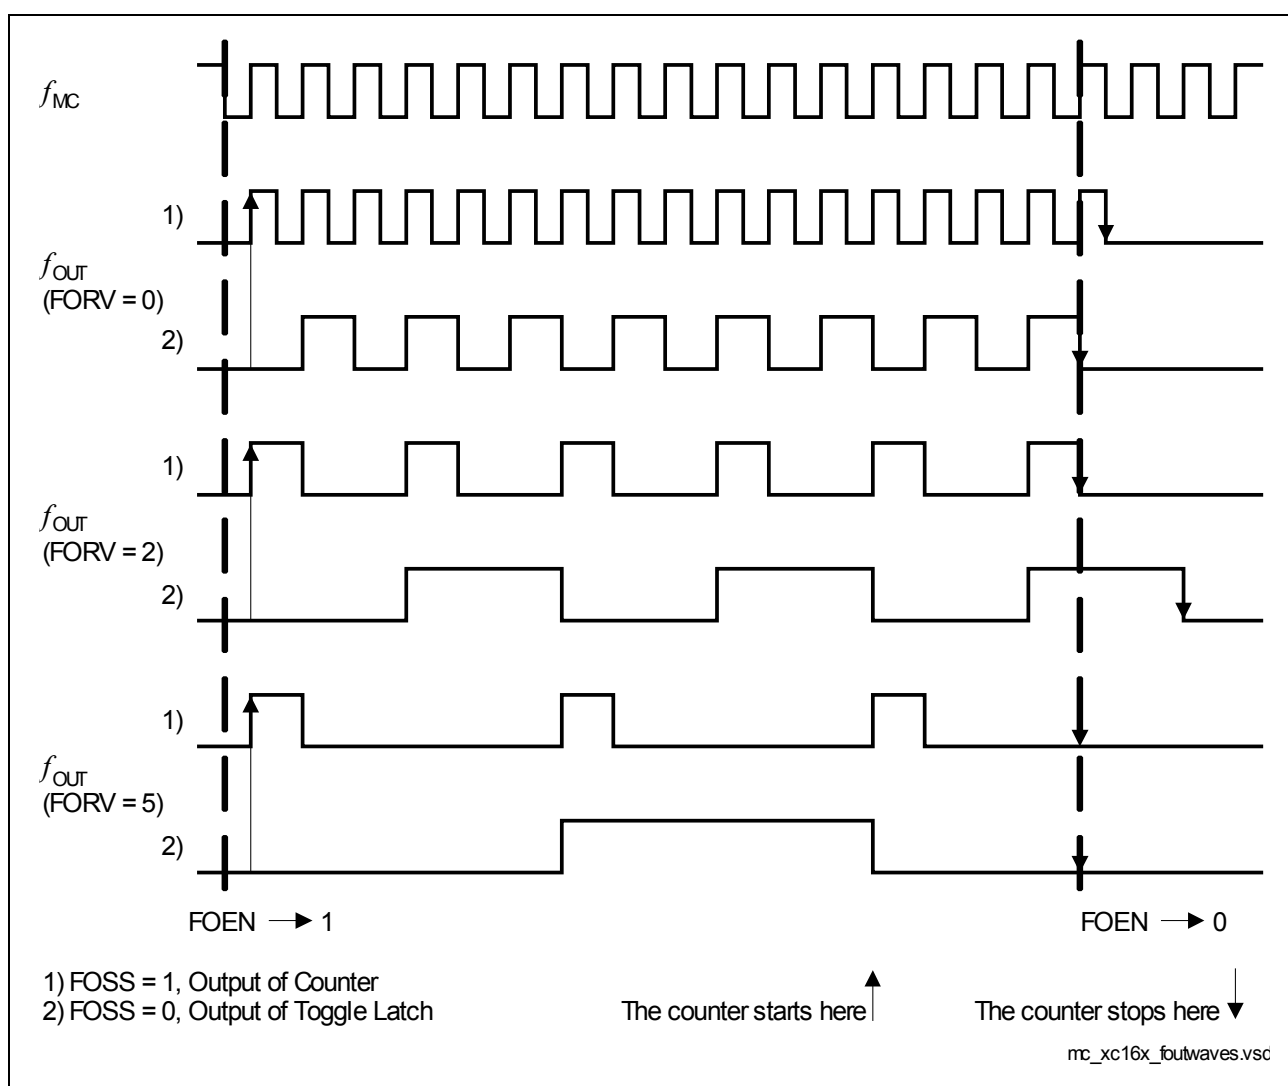 fMC
1)
fOUT
(FORV = 0)
2)
1)
fOUT
(FORV = 2)
2)
1)
fOUT
(FORV = 5)
2)
FOEN → 1
FOEN → 0
1) FOSS = 1, Output of Counter
2) FOSS = 0, Output of Toggle Latch
The counter starts here
The counter stops here
mc_xc16x_foutwaves.vsd